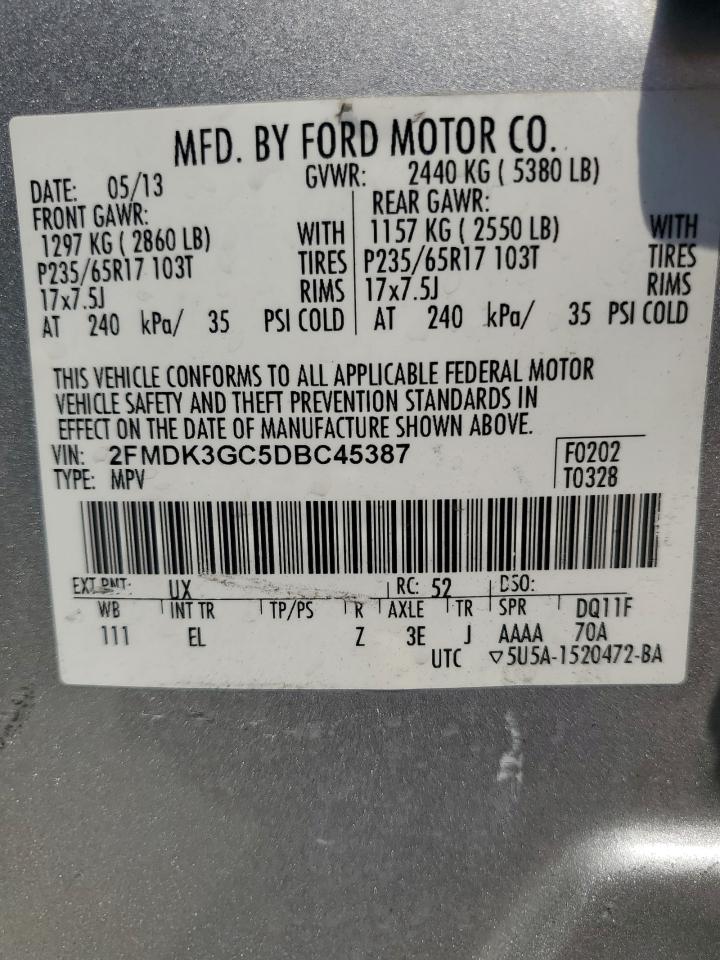 MFD. BY FORD MOTOR CO.
DATE: 05/13 GVWR: 2440 KG ( 5380 LB)
FRONT GAWR: REAR GAWR:
1297 KG ( 2860 LB) WITH 1157 KG ( 2550 LB) WITH
P235/65R17 103T TIRES P235/65R17 103T TIRES
17x7.5J RIMS 17x7.5J RIMS
AT 240 kPa/ 35 PSI COLD AT 240 kPa/ 35 PSI COLD
THIS VEHICLE CONFORMS TO ALL APPLICABLE FEDERAL MOTOR
VEHICLE SAFETY AND THEFT PREVENTION STANDARDS IN
EFFECT ON THE DATE OF MANUFACTURE SHOWN ABOVE.
VIN: 2FMDK3GC5DBC45387 F0202
TYPE: MPV T0328
EXT PNT: UX RC: 52 DSO:
WB INT TR TP/PS R AXLE TR SPR DQ11F
111 EL Z 3E J AAAA 70A
UTC ▽5U5A-1520472-BA